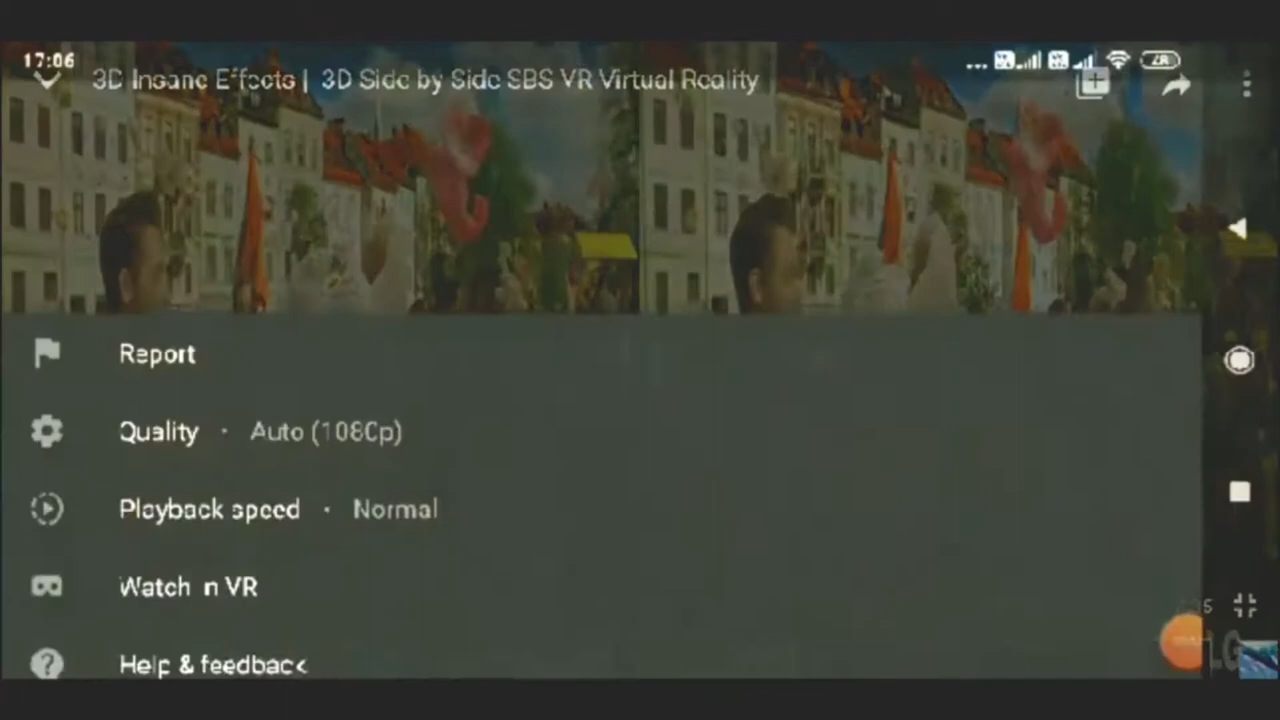 17:06
3D Insane Effects | 3D Side by Side SBS VR Virtual Reality
Report
Quality · Auto (1080p)
Playback speed · Normal
Watch in VR
Help & feedback
LG